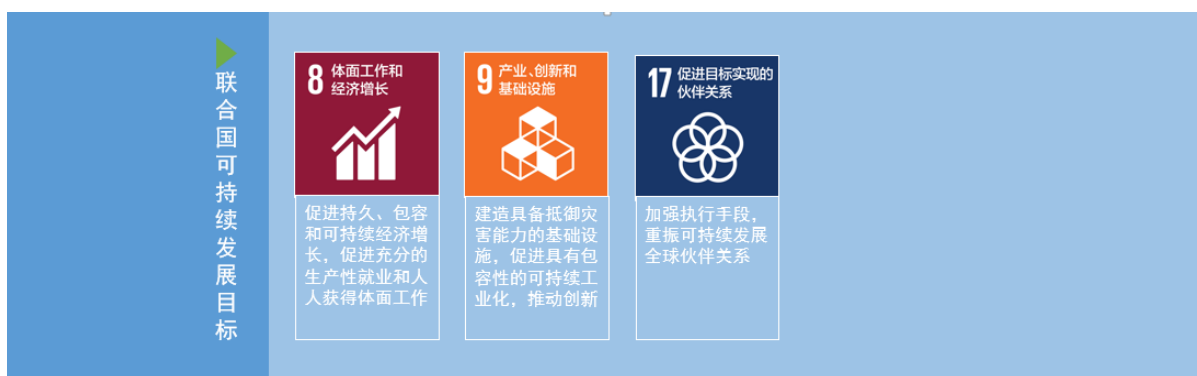 联合国可持续发展目标
8 体面工作和
经济增长
促进持久、包容
和可持续经济增
长，促进充分的
生产性就业和人
人获得体面工作
9 产业、创新和
基础设施
建造具备抵御灾
害能力的基础设
施，促进具有包
容性的可持续工
业化，推动创新
17 促进目标实现的
伙伴关系
加强执行手段，
重振可持续发展
全球伙伴关系